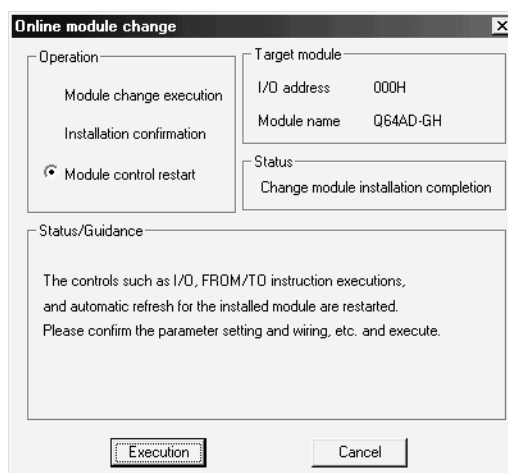 Online module change
Operation
Module change execution
Installation confirmation
Module control restart
Target module
I/O address 000H
Module name Q64AD-GH
Status
Change module installation completion
Status/Guidance
The controls such as I/O, FROM/TO instruction executions,
and automatic refresh for the installed module are restarted.
Please confirm the parameter setting and wiring, etc. and execute.
Execution
Cancel